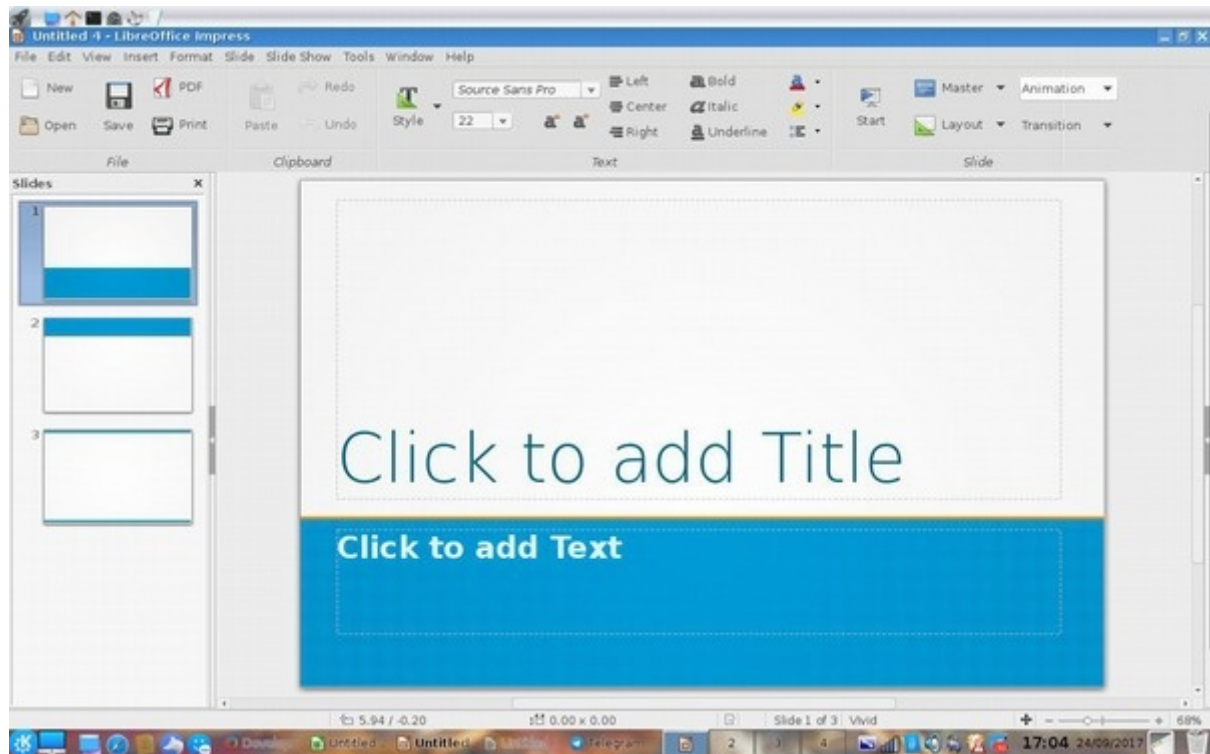 Untitled 4 - LibreOffice Impress
File Edit View Insert Format Slide Slide Show Tools Window Help
New PDF Redo Source Sans Pro Left Bold Master Animation
Center Italic
Open Save Print Paste Undo Style 22 Right Underline Start Layout Transition
File Clipboard Text Slide
Slides
1
2
3
Click to add Title
Click to add Text
5.94 / -0.20 0.00 x 0.00 Slide 1 of 3 Vivid 68%
Untitled Untitled Telegram 2 3 4 17:04 24/09/2017